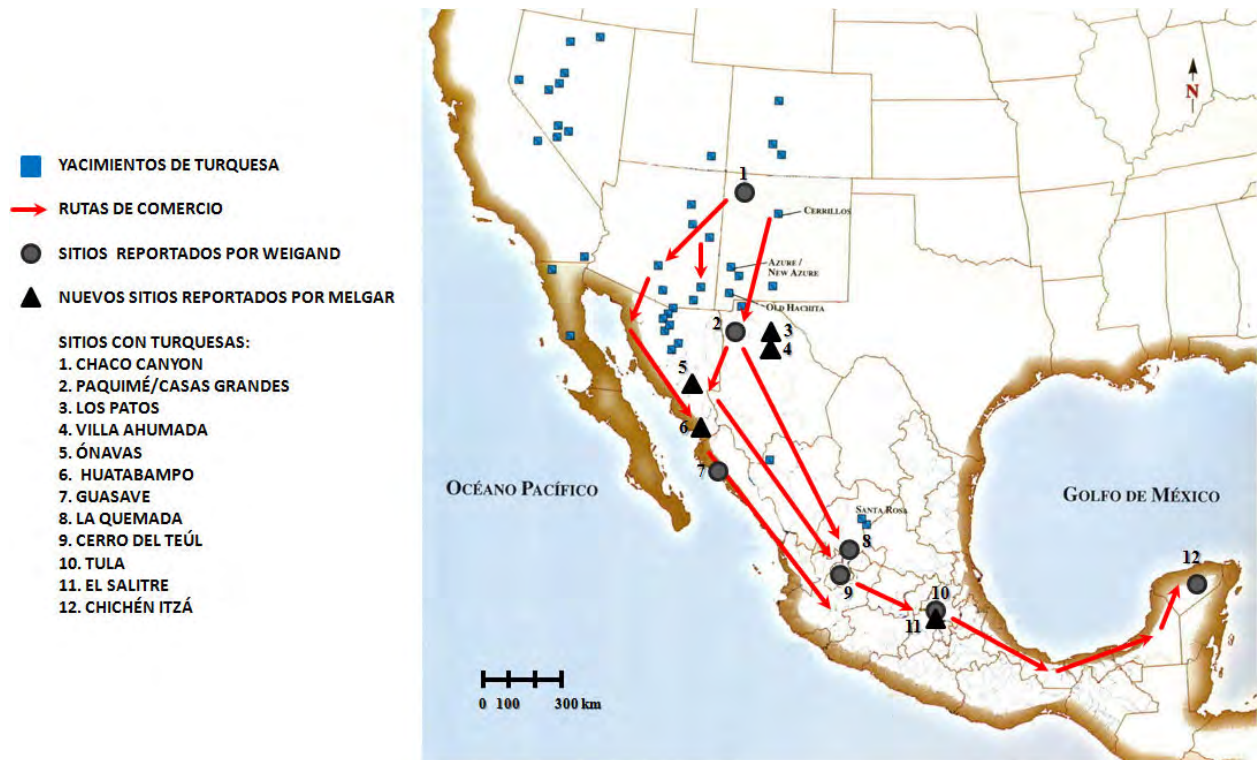 YACIMIENTOS DE TURQUESA
RUTAS DE COMERCIO
SITIOS REPORTADOS POR WEIGAND
NUEVOS SITIOS REPORTADOS POR MELGAR
SITIOS CON TURQUESAS:
1. CHACO CANYON
2. PAQUIMÉ/CASAS GRANDES
3. LOS PATOS
4. VILLA AHUMADA
5. ÓNAVAS
6. HUATABAMPO
7. GUASAVE
8. LA QUEMADA
9. CERRO DEL TEÚL
10. TULA
11. EL SALITRE
12. CHICHÉN ITZÁ
N
1
CERRILLOS
AZURE /
NEW AZURE
OLD HACHITA
2
3
4
5
6
7
OCÉANO PACÍFICO
GOLFO DE MÉXICO
SANTA ROSA
8
9
10
11
12
0 100 300 km